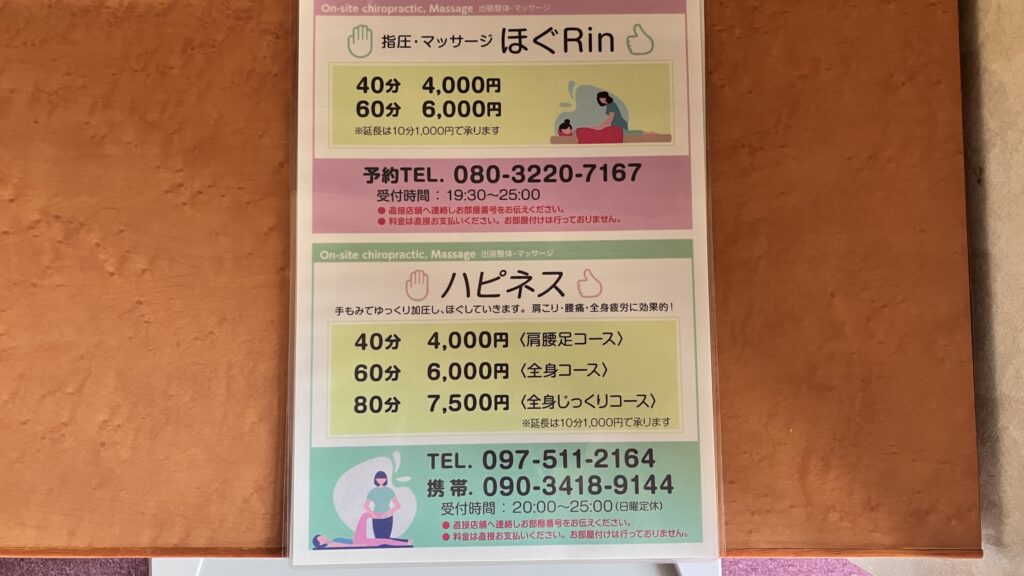 On-site chiropractic, Massage 出張整体・マッサージ
指圧・マッサージ ほぐRin
40分 4,000円
60分 6,000円
※延長は10分1,000円で承ります
予約TEL. 080-3220-7167
受付時間：19:30～25:00
●直接店舗へ連絡しお部屋番号をお伝えください。
●料金は直接お支払いください。お部屋付けは行っておりません。
On-site chiropractic, Massage 出張整体・マッサージ
ハピネス
手もみでゆっくり加圧し、ほぐしていきます。肩こり・腰痛・全身疲労に効果的！
40分 4,000円〈肩腰足コース〉
60分 6,000円〈全身コース〉
80分 7,500円〈全身じっくりコース〉
※延長は10分1,000円で承ります
TEL. 097-511-2164
携帯. 090-3418-9144
受付時間：20:00～25:00(日曜定休)
●直接店舗へ連絡しお部屋番号をお伝えください。
●料金は直接お支払いください。お部屋付けは行っておりません。